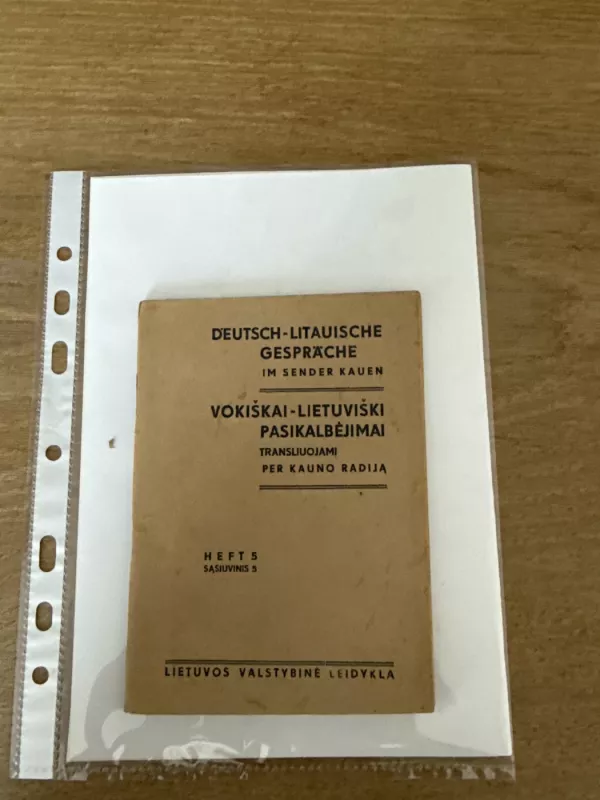 DEUTSCH-LITAUISCHE
GESPRÄCHE
IM SENDER KAUEN
VOKIŠKAI-LIETUVIŠKI
PASIKALBĖJIMAI
TRANSLIUOJAMI
PER KAUNO RADIJĄ
HEFT 5
SĄSIUVINIS 5
LIETUVOS VALSTYBINĖ LEIDYKLA